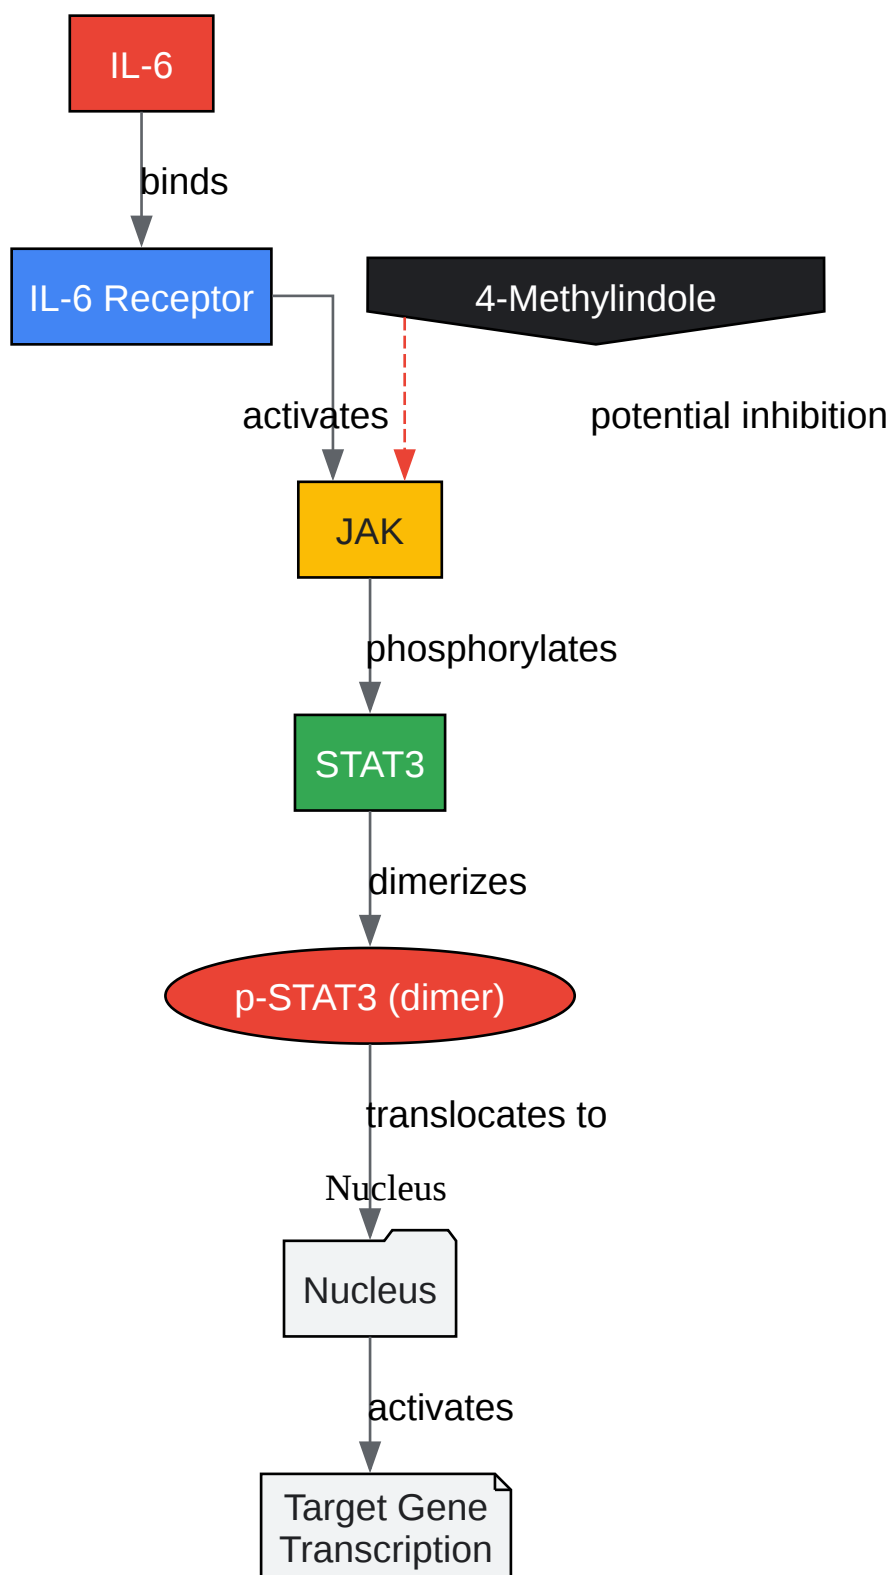 IL-6
binds
IL-6 Receptor
4-Methylindole
activates
potential inhibition
JAK
phosphorylates
STAT3
dimerizes
p-STAT3 (dimer)
translocates to
Nucleus
Nucleus
activates
Target Gene
Transcription